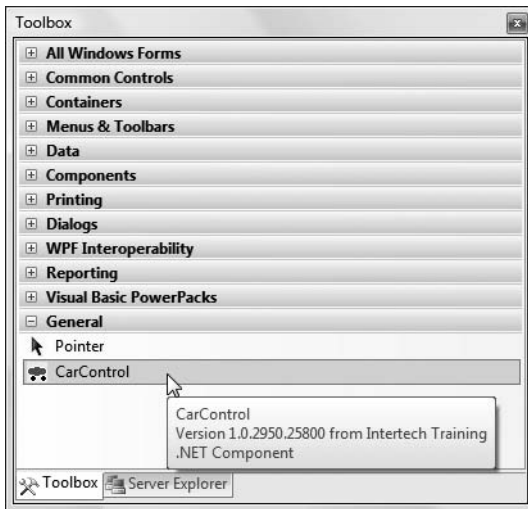 Toolbox
All Windows Forms
Common Controls
Containers
Menus & Toolbars
Data
Components
Printing
Dialogs
WPF Interoperability
Reporting
Visual Basic PowerPacks
General
Pointer
CarControl
CarControl
Version 1.0.2950.25800 from Intertech Training
.NET Component
Toolbox Server Explorer